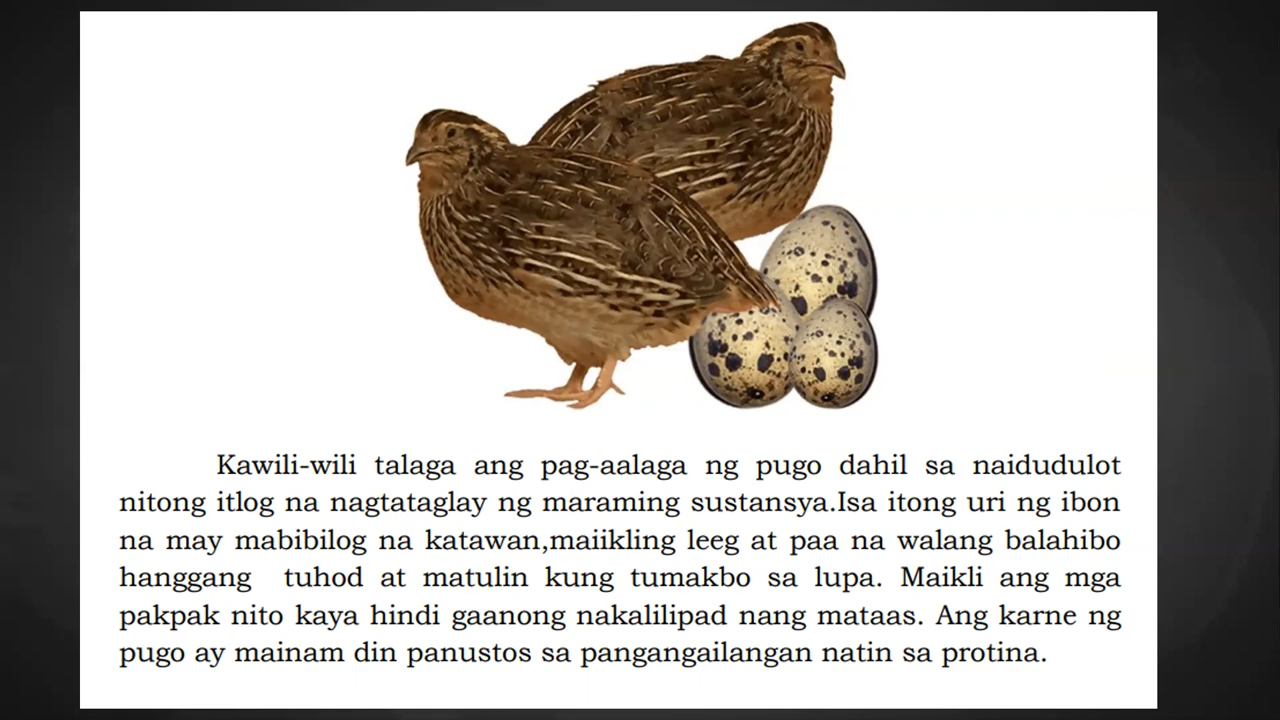 Kawili-wili talaga ang pag-aalaga ng pugo dahil sa naidudulot
nitong itlog na nagtataglay ng maraming sustansya.Isa itong uri ng ibon
na may mabibilog na katawan,maiikling leeg at paa na walang balahibo
hanggang tuhod at matulin kung tumakbo sa lupa. Maikli ang mga
pakpak nito kaya hindi gaanong nakalilipad nang mataas. Ang karne ng
pugo ay mainam din panustos sa pangangailangan natin sa protina.